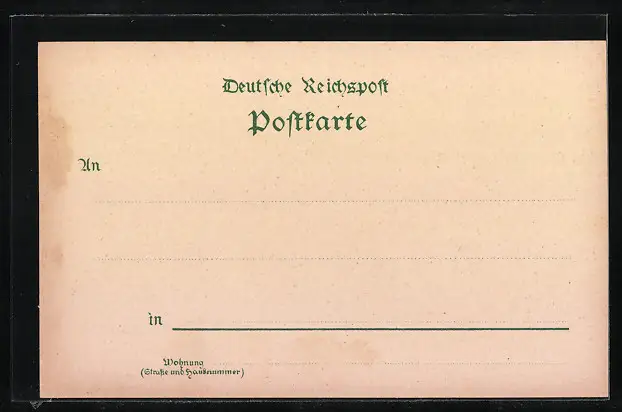 Deutsche Reichspost
Postkarte
An
in
Wohnung
(Straße und Hausnummer)